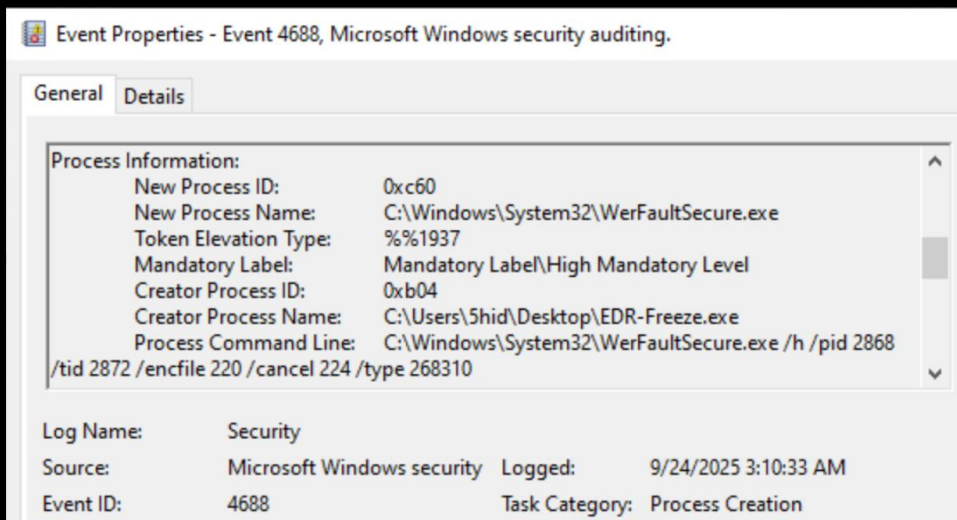 Event Properties - Event 4688, Microsoft Windows security auditing.
General Details
Process Information:
New Process ID: 0xc60
New Process Name: C:\Windows\System32\WerFaultSecure.exe
Token Elevation Type: %%1937
Mandatory Label: Mandatory Label\High Mandatory Level
Creator Process ID: 0xb04
Creator Process Name: C:\Users\5hid\Desktop\EDR-Freeze.exe
Process Command Line: C:\Windows\System32\WerFaultSecure.exe /h /pid 2868
/tid 2872 /encfile 220 /cancel 224 /type 268310
Log Name: Security
Source: Microsoft Windows security Logged: 9/24/2025 3:10:33 AM
Event ID: 4688 Task Category: Process Creation